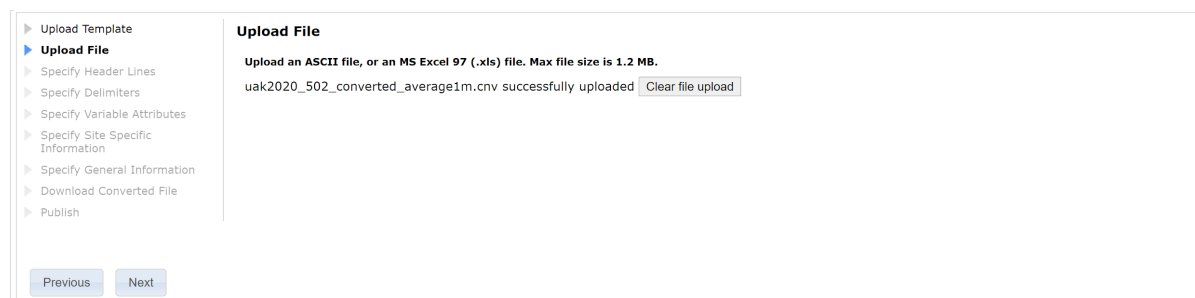 Upload Template
Upload File
Specify Header Lines
Specify Delimiters
Specify Variable Attributes
Specify Site Specific
Information
Specify General Information
Download Converted File
Publish
Previous
Next
Upload File
Upload an ASCII file, or an MS Excel 97 (.xls) file. Max file size is 1.2 MB.
uak2020_502_converted_average1m.cnv successfully uploaded Clear file upload